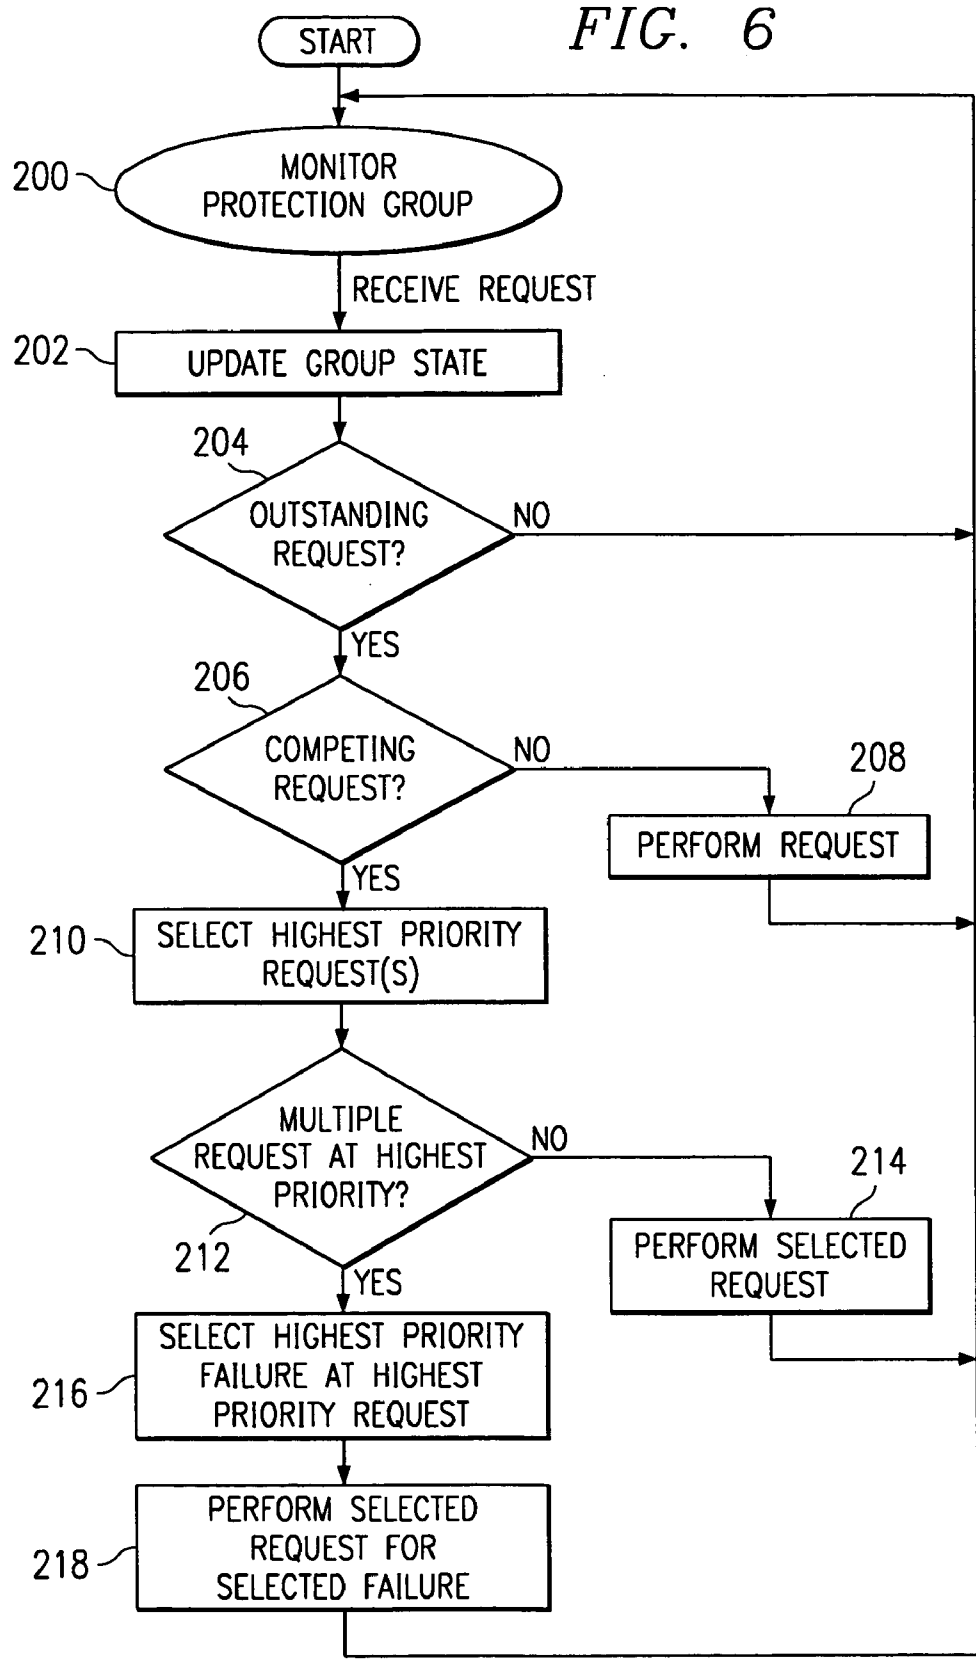 FIG. 6
START
200
MONITOR
PROTECTION GROUP
RECEIVE REQUEST
202
UPDATE GROUP STATE
204
OUTSTANDING
REQUEST?
NO
YES
206
COMPETING
REQUEST?
NO
208
PERFORM REQUEST
YES
210
SELECT HIGHEST PRIORITY
REQUEST(S)
MULTIPLE
REQUEST AT HIGHEST
PRIORITY?
NO
212
214
PERFORM SELECTED
REQUEST
YES
216
SELECT HIGHEST PRIORITY
FAILURE AT HIGHEST
PRIORITY REQUEST
218
PERFORM SELECTED
REQUEST FOR
SELECTED FAILURE